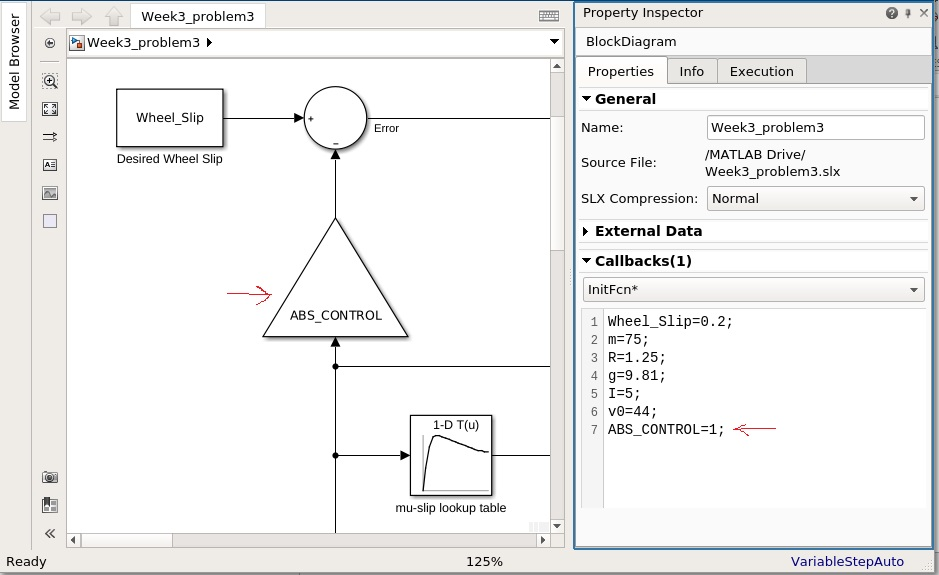 Model Browser
Week3_problem3
Week3_problem3
Wheel_Slip
Desired Wheel Slip
+
−
Error
ABS_CONTROL
1-D T(u)
mu-slip lookup table
Property Inspector
BlockDiagram
Properties
Info
Execution
General
Name:
Week3_problem3
Source File:
/MATLAB Drive/
Week3_problem3.slx
SLX Compression:
Normal
External Data
Callbacks(1)
InitFcn*
1 Wheel_Slip=0.2;
2 m=75;
3 R=1.25;
4 g=9.81;
5 I=5;
6 v0=44;
7 ABS_CONTROL=1;
Ready
125%
VariableStepAuto